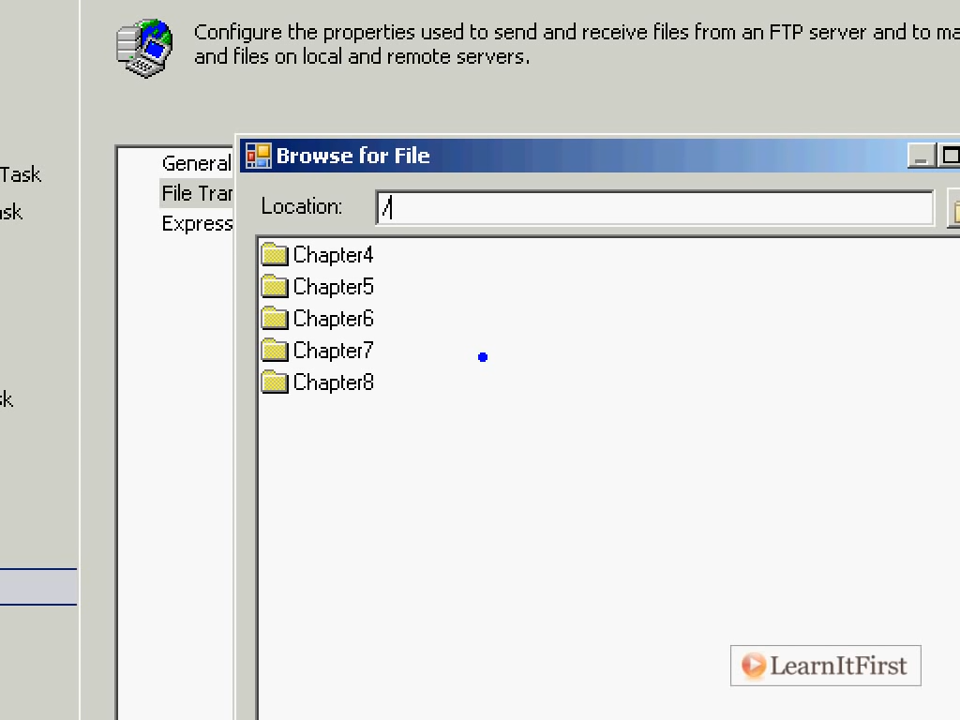 Configure the properties used to send and receive files from an FTP server and to ma
and files on local and remote servers.
Task
sk
sk
General
File Tran
Express
Browse for File
Location: /
Chapter4
Chapter5
Chapter6
Chapter7
Chapter8
LearnItFirst